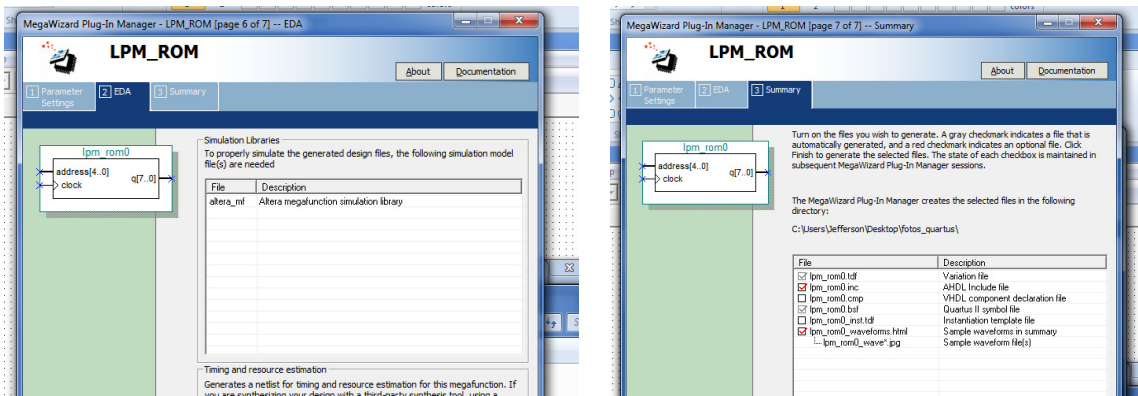 MegaWizard Plug-In Manager - LPM_ROM [page 6 of 7] -- EDA
LPM_ROM
About
Documentation
1 Parameter Settings
2 EDA
3 Summary
lpm_rom0
address[4..0]
clock
q[7..0]
Simulation Libraries
To properly simulate the generated design files, the following simulation model
file(s) are needed
File Description
altera_mf Altera megafunction simulation library
Timing and resource estimation
Generates a netlist for timing and resource estimation for this megafunction. If
you are synthesizing your design with a third-party synthesis tool, using a
MegaWizard Plug-In Manager - LPM_ROM [page 7 of 7] -- Summary
LPM_ROM
About
Documentation
1 Parameter Settings
2 EDA
3 Summary
lpm_rom0
address[4..0]
clock
q[7..0]
Turn on the files you wish to generate. A gray checkmark indicates a file that is
automatically generated, and a red checkmark indicates an optional file. Click
Finish to generate the selected files. The state of each checkbox is maintained in
subsequent MegaWizard Plug-In Manager sessions.
The MegaWizard Plug-In Manager creates the selected files in the following
directory:
C:\Users\Jefferson\Desktop\fotos_quartus\
File Description
lpm_rom0.tdf Variation file
lpm_rom0.inc AHDL Include file
lpm_rom0.cmp VHDL component declaration file
lpm_rom0.bsf Quartus II symbol file
lpm_rom0_inst.tdf Instantiation template file
lpm_rom0_waveforms.html Sample waveforms in summary
lpm_rom0_wave*.jpg Sample waveform file(s)